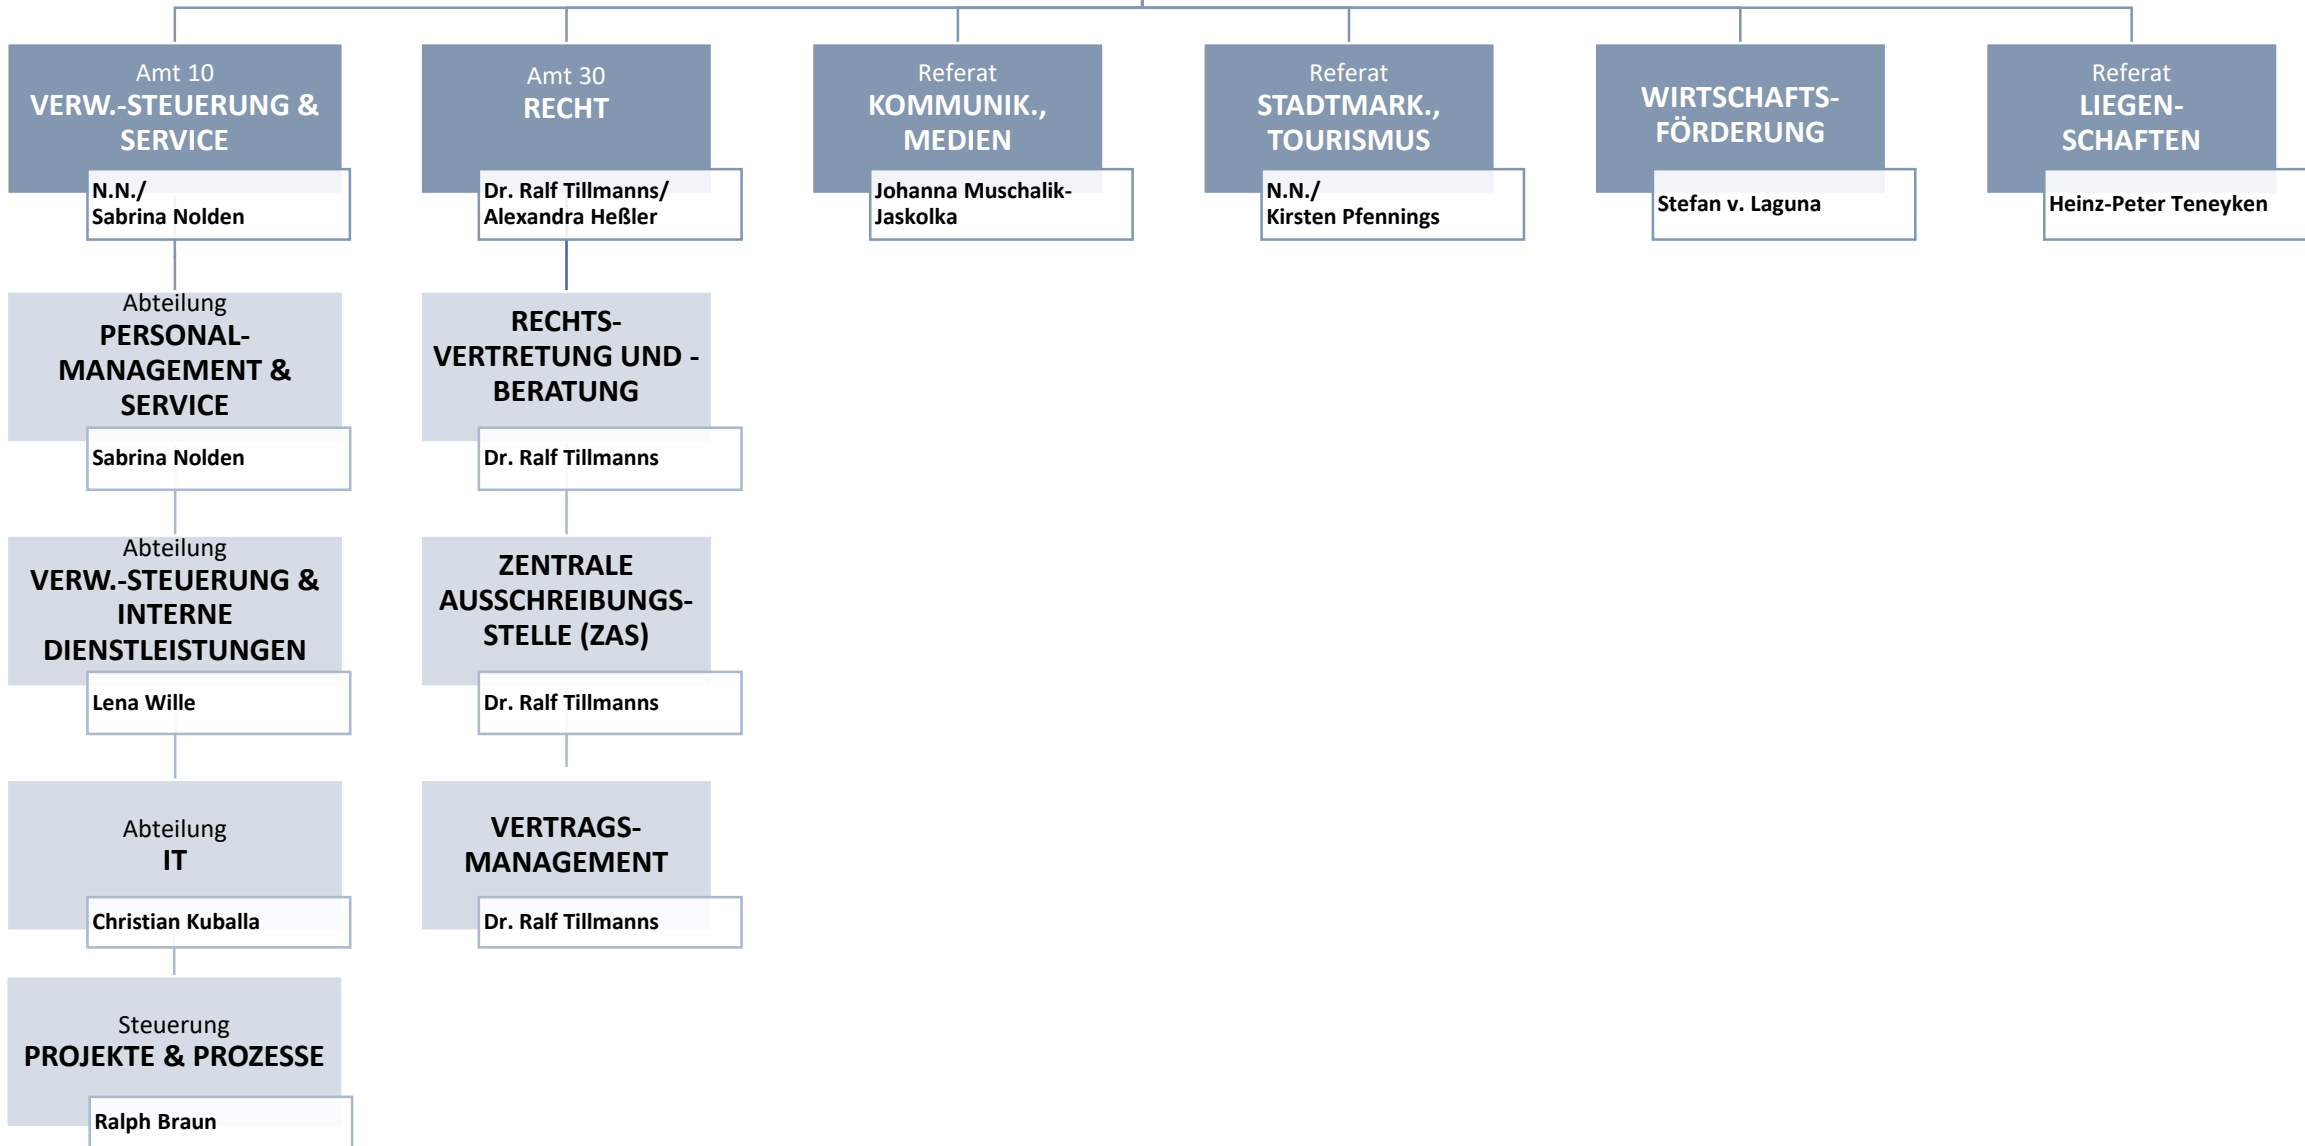 Amt 10
VERW.-STEUERUNG &
SERVICE
N.N./
Sabrina Nolden
Amt 30
RECHT
Dr. Ralf Tillmanns/
Alexandra Heßler
Referat
KOMMUNIK.,
MEDIEN
Johanna Muschalik-
Jaskolka
Referat
STADTMARK.,
TOURISMUS
N.N./
Kirsten Pfennings
WIRTSCHAFTS-
FÖRDERUNG
Stefan v. Laguna
Referat
LIEGEN-
SCHAFTEN
Heinz-Peter Teneyken
Abteilung
PERSONAL-
MANAGEMENT &
SERVICE
Sabrina Nolden
RECHTS-
VERTRETUNG UND -
BERATUNG
Dr. Ralf Tillmanns
Abteilung
VERW.-STEUERUNG &
INTERNE
DIENSTLEISTUNGEN
Lena Wille
ZENTRALE
AUSSCHREIBUNGS-
STELLE (ZAS)
Dr. Ralf Tillmanns
Abteilung
IT
Christian Kuballa
VERTRAGS-
MANAGEMENT
Dr. Ralf Tillmanns
Steuerung
PROJEKTE & PROZESSE
Ralph Braun